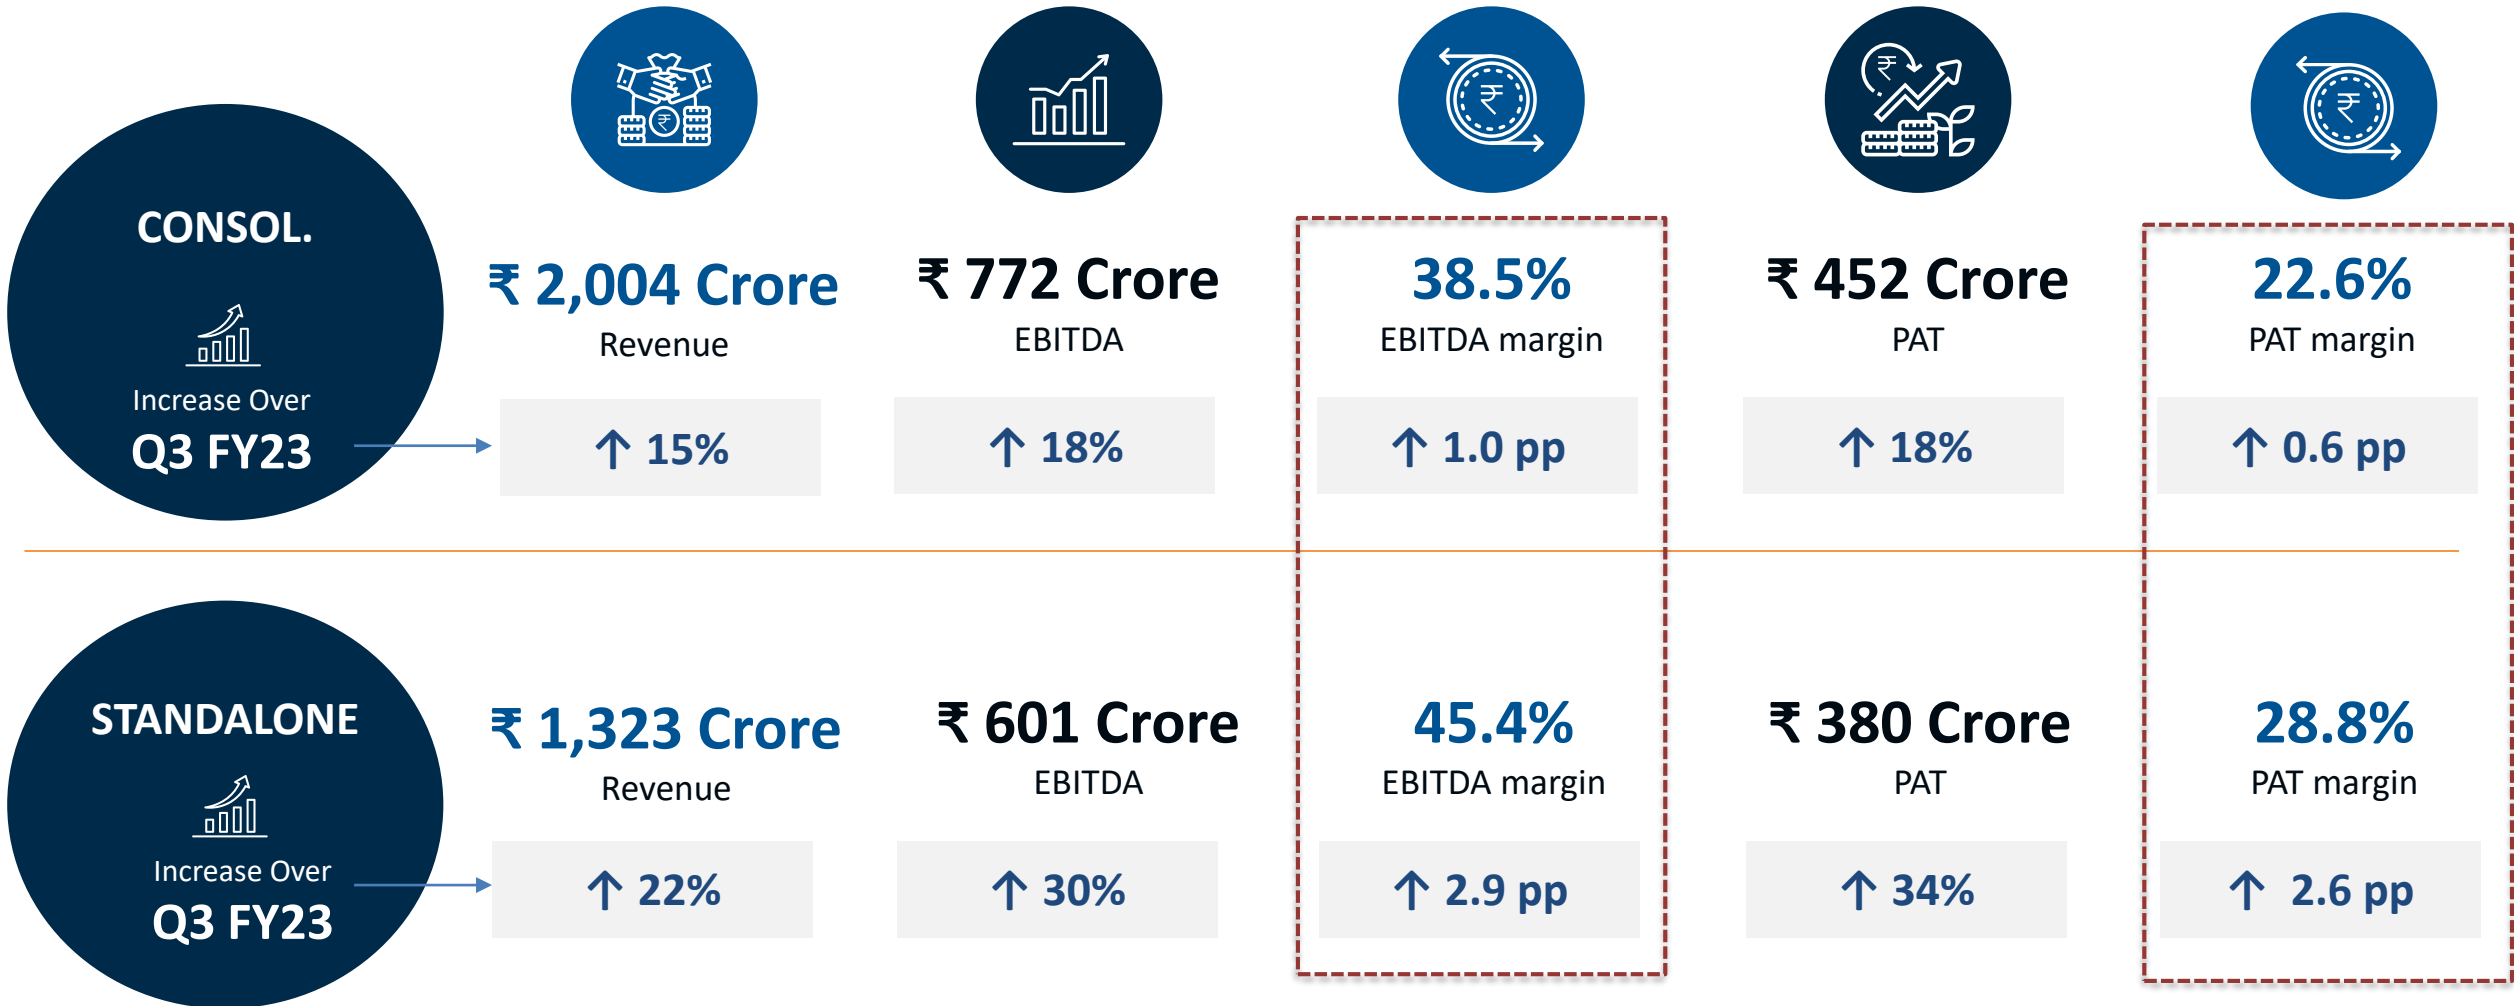 CONSOL.
Increase Over
Q3 FY23
₹ 2,004 Crore
Revenue
↑ 15%
₹ 772 Crore
EBITDA
↑ 18%
38.5%
EBITDA margin
↑ 1.0 pp
₹ 452 Crore
PAT
↑ 18%
22.6%
PAT margin
↑ 0.6 pp
STANDALONE
Increase Over
Q3 FY23
₹ 1,323 Crore
Revenue
↑ 22%
₹ 601 Crore
EBITDA
↑ 30%
45.4%
EBITDA margin
↑ 2.9 pp
₹ 380 Crore
PAT
↑ 34%
28.8%
PAT margin
↑ 2.6 pp